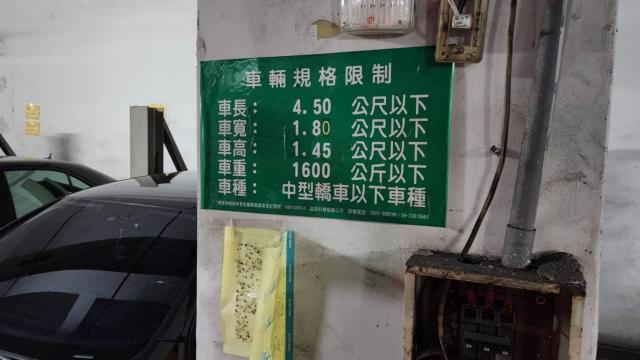 車輛規格限制
車長： 4.50 公尺以下
車寬： 1.80 公尺以下
車高： 1.45 公尺以下
車重： 1600 公斤以下
車種： 中型轎車以下車種